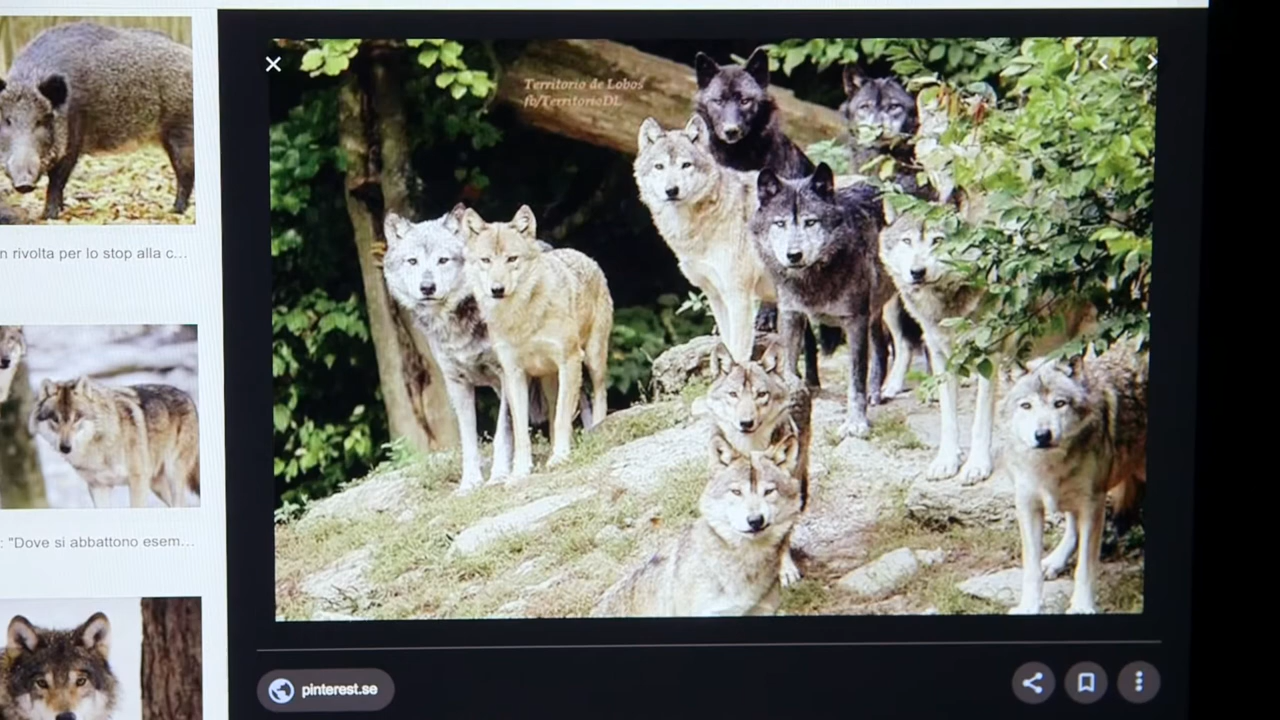 n rivolta per lo stop alla c...
: "Dove si abbattono esem...
Territorio de Lobos
fb/TerritorioDL
pinterest.se